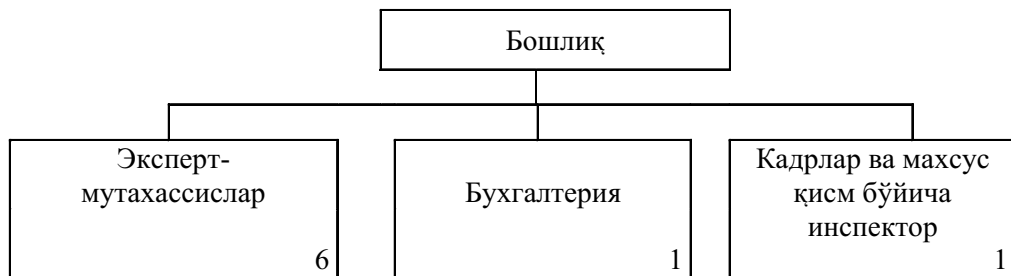 Бошлиқ
Эксперт-
мутахассислар
6
Бухгалтерия
1
Кадрлар ва махсус
қисм бўйича
инспектор
1